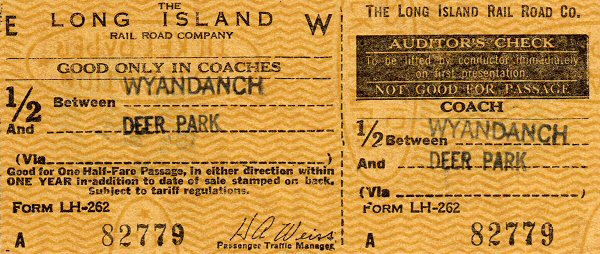 THE
E LONG ISLAND W
RAIL ROAD COMPANY
GOOD ONLY IN COACHES
1/2 Between WYANDANCH
And DEER PARK
(Via )
Good for One Half-Fare Passage, in either direction within
ONE YEAR in addition to date of sale stamped on back.
Subject to tariff regulations.
FORM LH-262
A 82779
H A Weiss
Passenger Traffic Manager
THE LONG ISLAND RAIL ROAD CO.
AUDITOR'S CHECK
To be lifted by conductor immediately
on first presentation.
NOT GOOD FOR PASSAGE
COACH
1/2 Between WYANDANCH
And DEER PARK
(Via )
FORM LH-262
A 82779